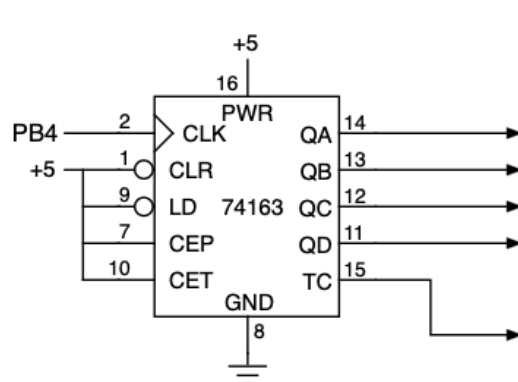 +5
16
PWR
PB4 2 CLK QA 14
+5 1 CLR QB 13
9 LD 74163 QC 12
7 CEP QD 11
10 CET TC 15
GND
8